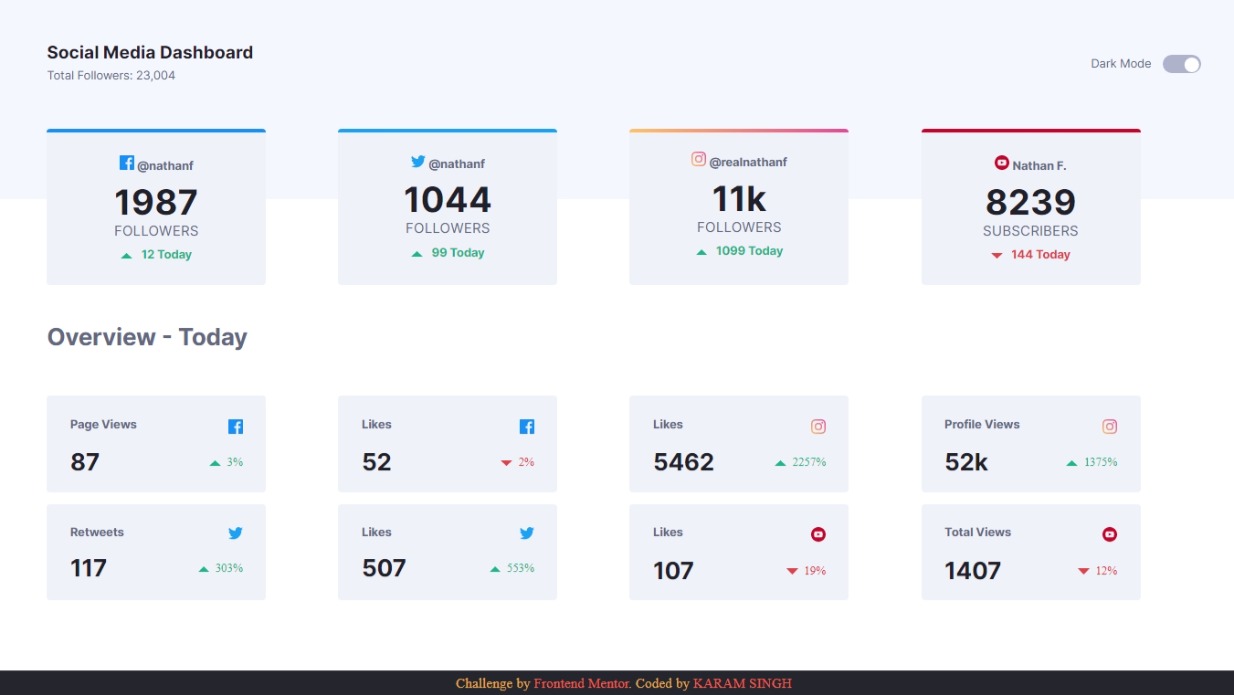 Social Media Dashboard
Total Followers: 23,004
Dark Mode
@nathanf
1987
FOLLOWERS
12 Today
@nathanf
1044
FOLLOWERS
99 Today
@realnathanf
11k
FOLLOWERS
1099 Today
Nathan F.
8239
SUBSCRIBERS
144 Today
Overview - Today
Page Views
87
3%
Likes
52
2%
Likes
5462
2257%
Profile Views
52k
1375%
Retweets
117
303%
Likes
507
553%
Likes
107
19%
Total Views
1407
12%
Challenge by Frontend Mentor. Coded by KARAM SINGH